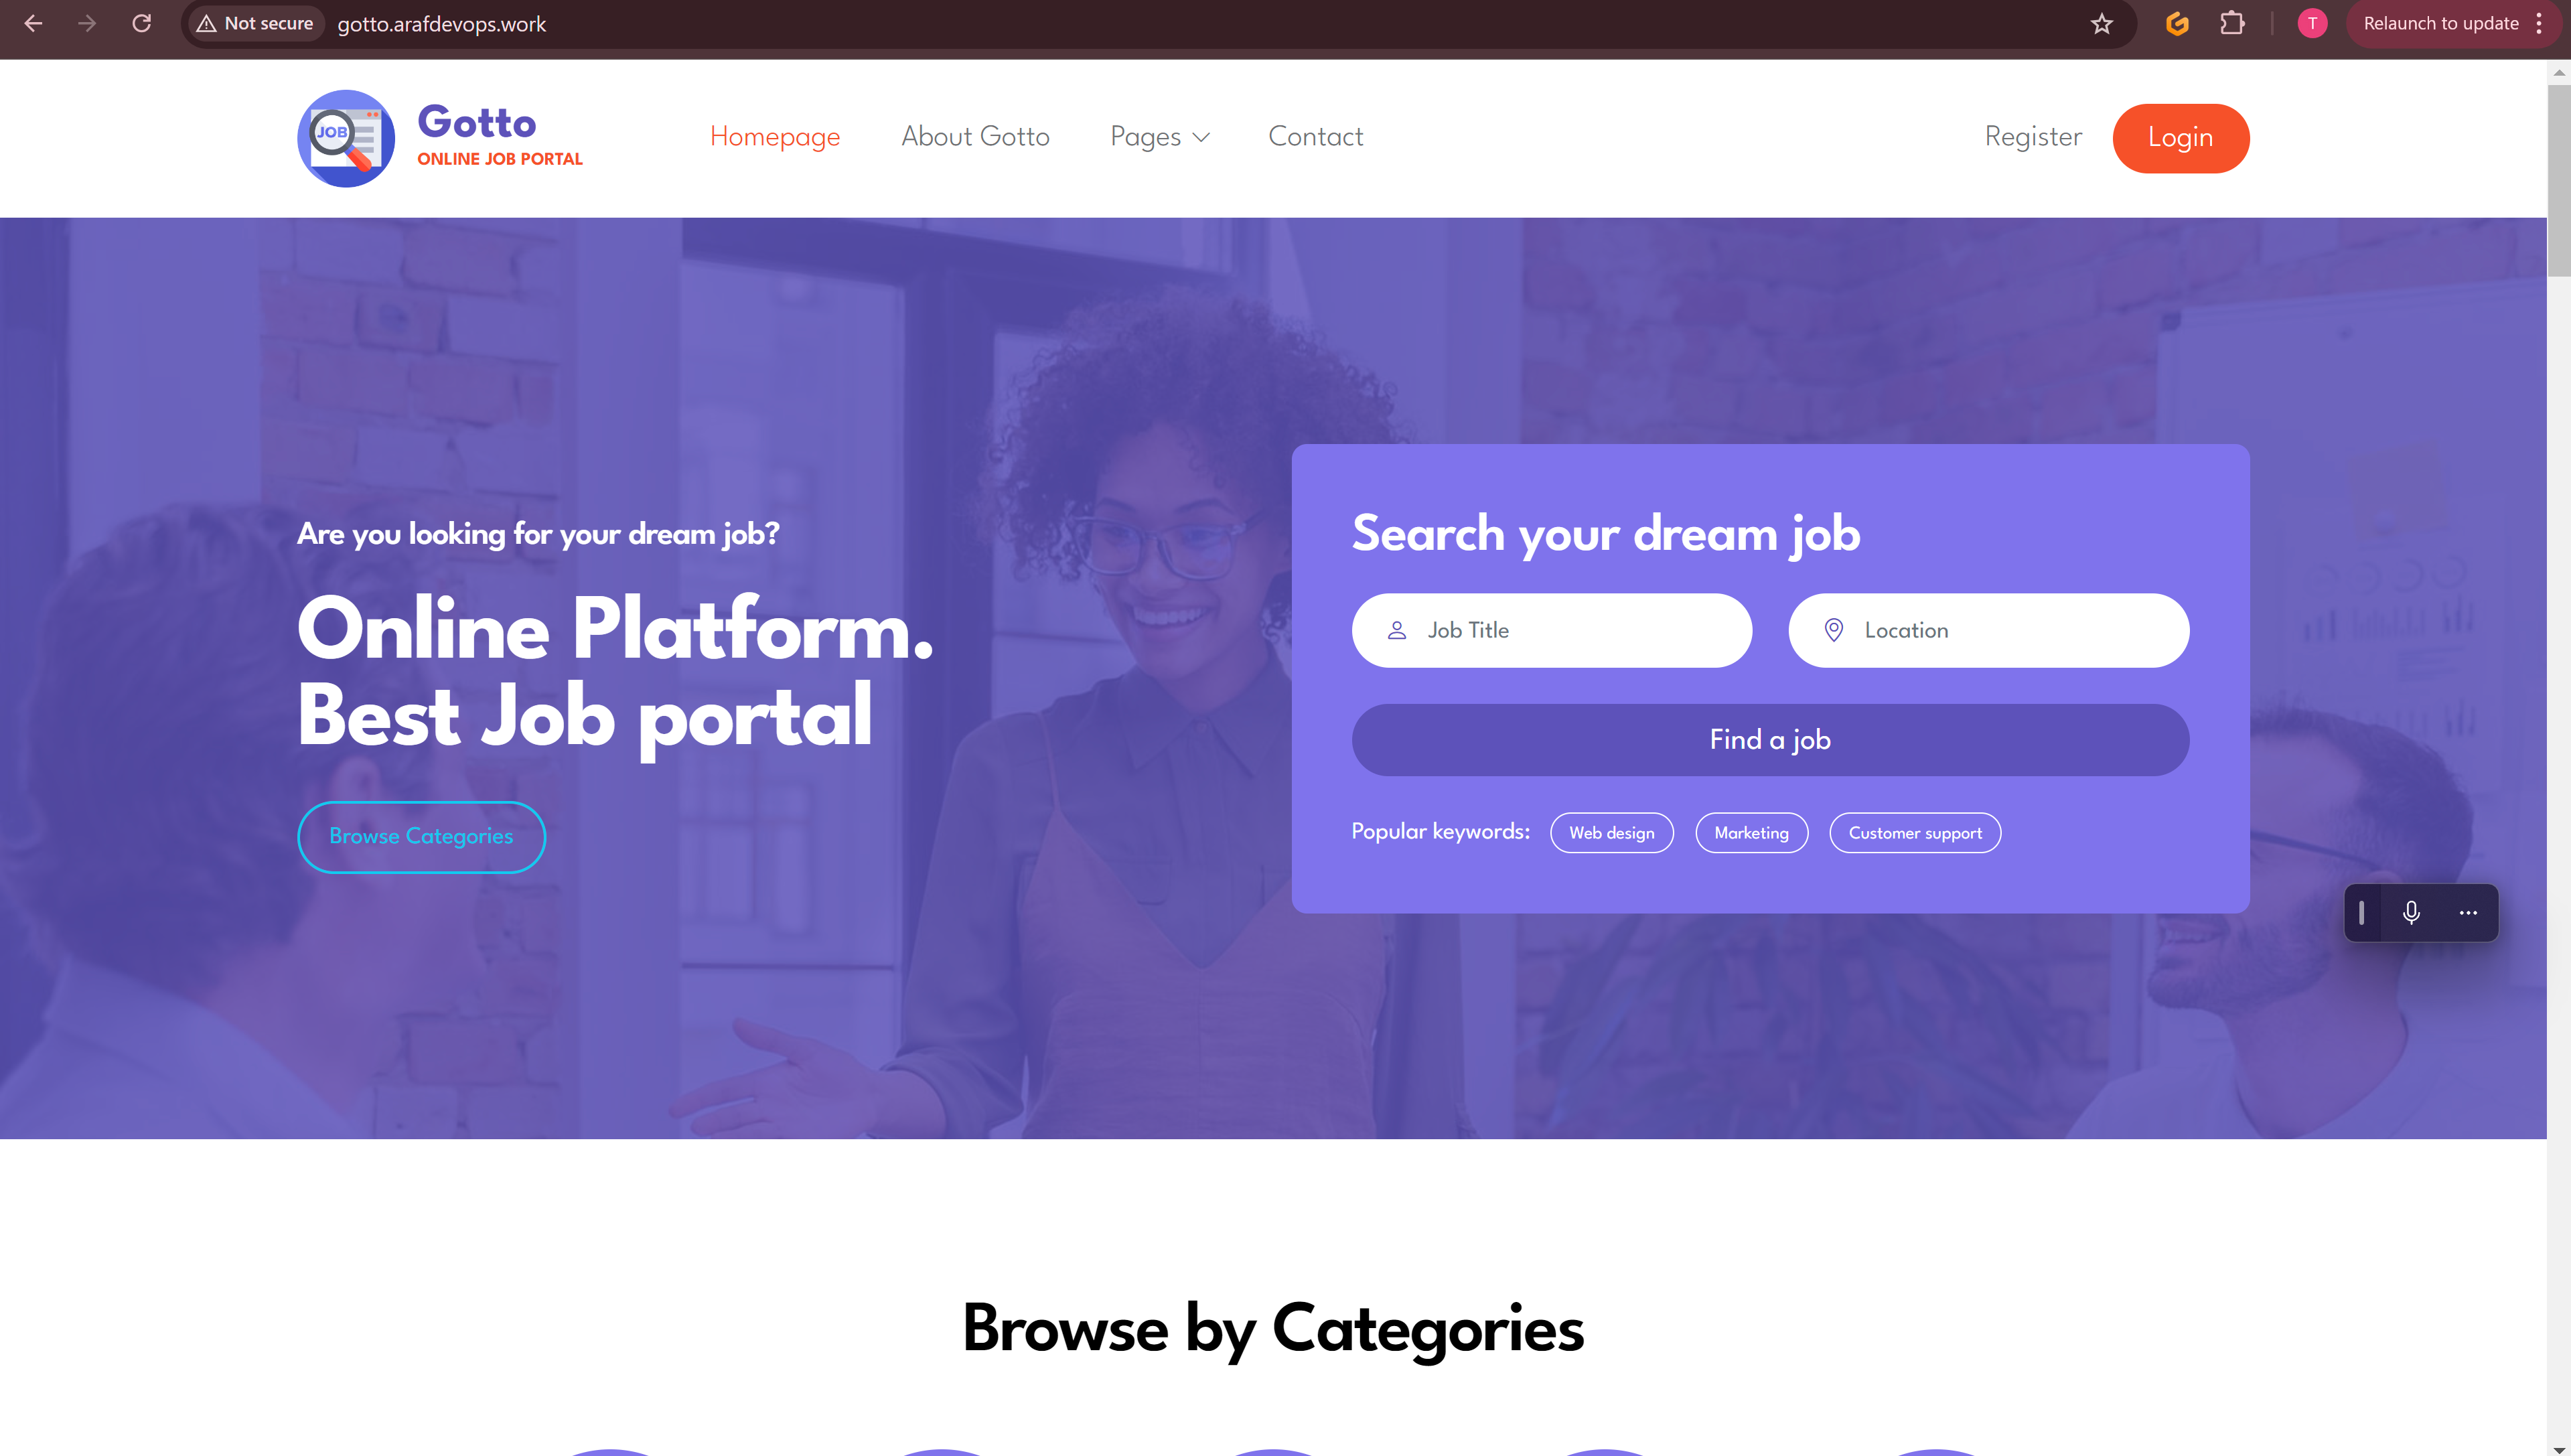 Not secure
gotto.arafdevops.work
T
Relaunch to update
JOB
Gotto
ONLINE JOB PORTAL
Homepage
About Gotto
Pages
Contact
Register
Login
Are you looking for your dream job?
Online Platform.
Best Job portal
Browse Categories
Search your dream job
Job Title
Location
Find a job
Popular keywords:
Web design
Marketing
Customer support
Browse by Categories